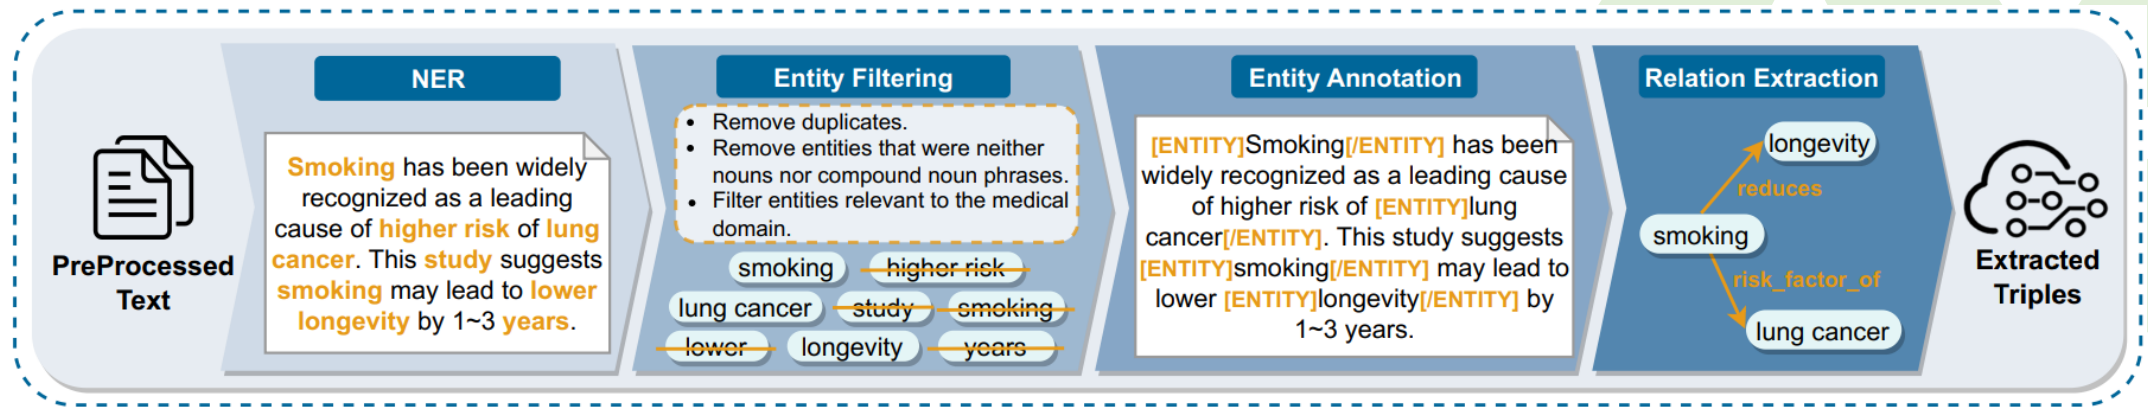 PreProcessed
Text
NER
Smoking has been widely
recognized as a leading
cause of higher risk of lung
cancer. This study suggests
smoking may lead to lower
longevity by 1~3 years.
Entity Filtering
• Remove duplicates.
• Remove entities that were neither
nouns nor compound noun phrases.
• Filter entities relevant to the medical
domain.
smoking higher risk
lung cancer study smoking
lower longevity years
Entity Annotation
[ENTITY]Smoking[/ENTITY] has been
widely recognized as a leading cause
of higher risk of [ENTITY]lung
cancer[/ENTITY]. This study suggests
[ENTITY]smoking[/ENTITY] may lead to
lower [ENTITY]longevity[/ENTITY] by
1~3 years.
Relation Extraction
longevity
reduces
smoking
risk_factor_of
lung cancer
Extracted
Triples